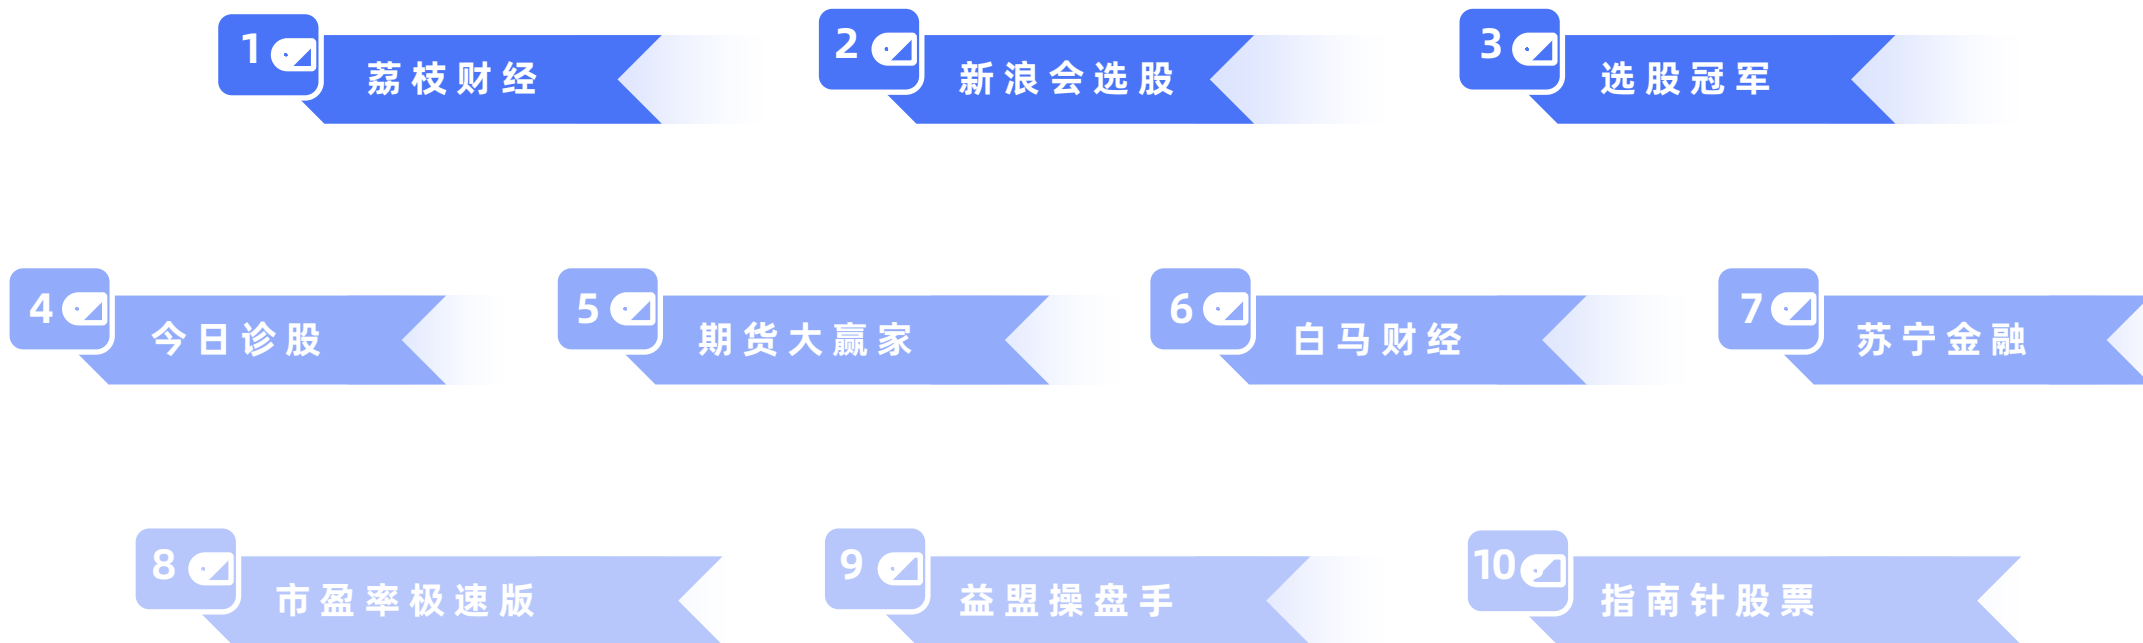 1 荔枝财经
2 新浪会选股
3 选股冠军
4 今日诊股
5 期货大赢家
6 白马财经
7 苏宁金融
8 市盈率极速版
9 益盟操盘手
10 指南针股票